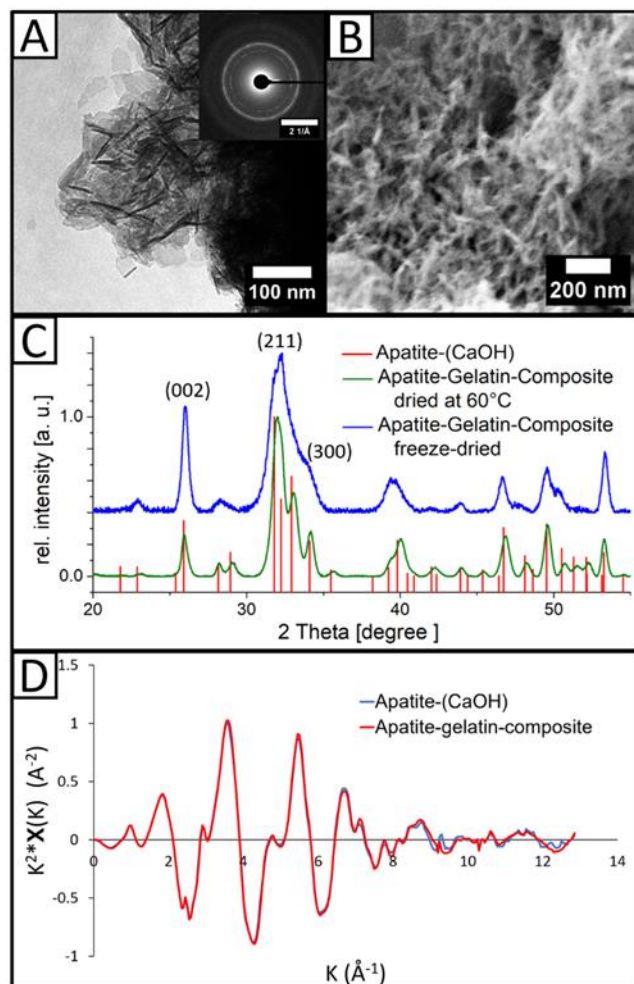 A
2 1/Å
100 nm
B
200 nm
C
(211)
(002)
(300)
Apatite-(CaOH)
Apatite-Gelatin-Composite
dried at 60°C
Apatite-Gelatin-Composite
freeze-dried
rel. intensity [a. u.]
1.0
0.0
20 30 40 50
2 Theta [degree ]
D
1.5
1
0.5
0
-0.5
-1
0 2 4 6 8 10 12 14
Apatite-(CaOH)
Apatite-gelatin-composite
K²*X(K) (A⁻²)
K (Å⁻¹)